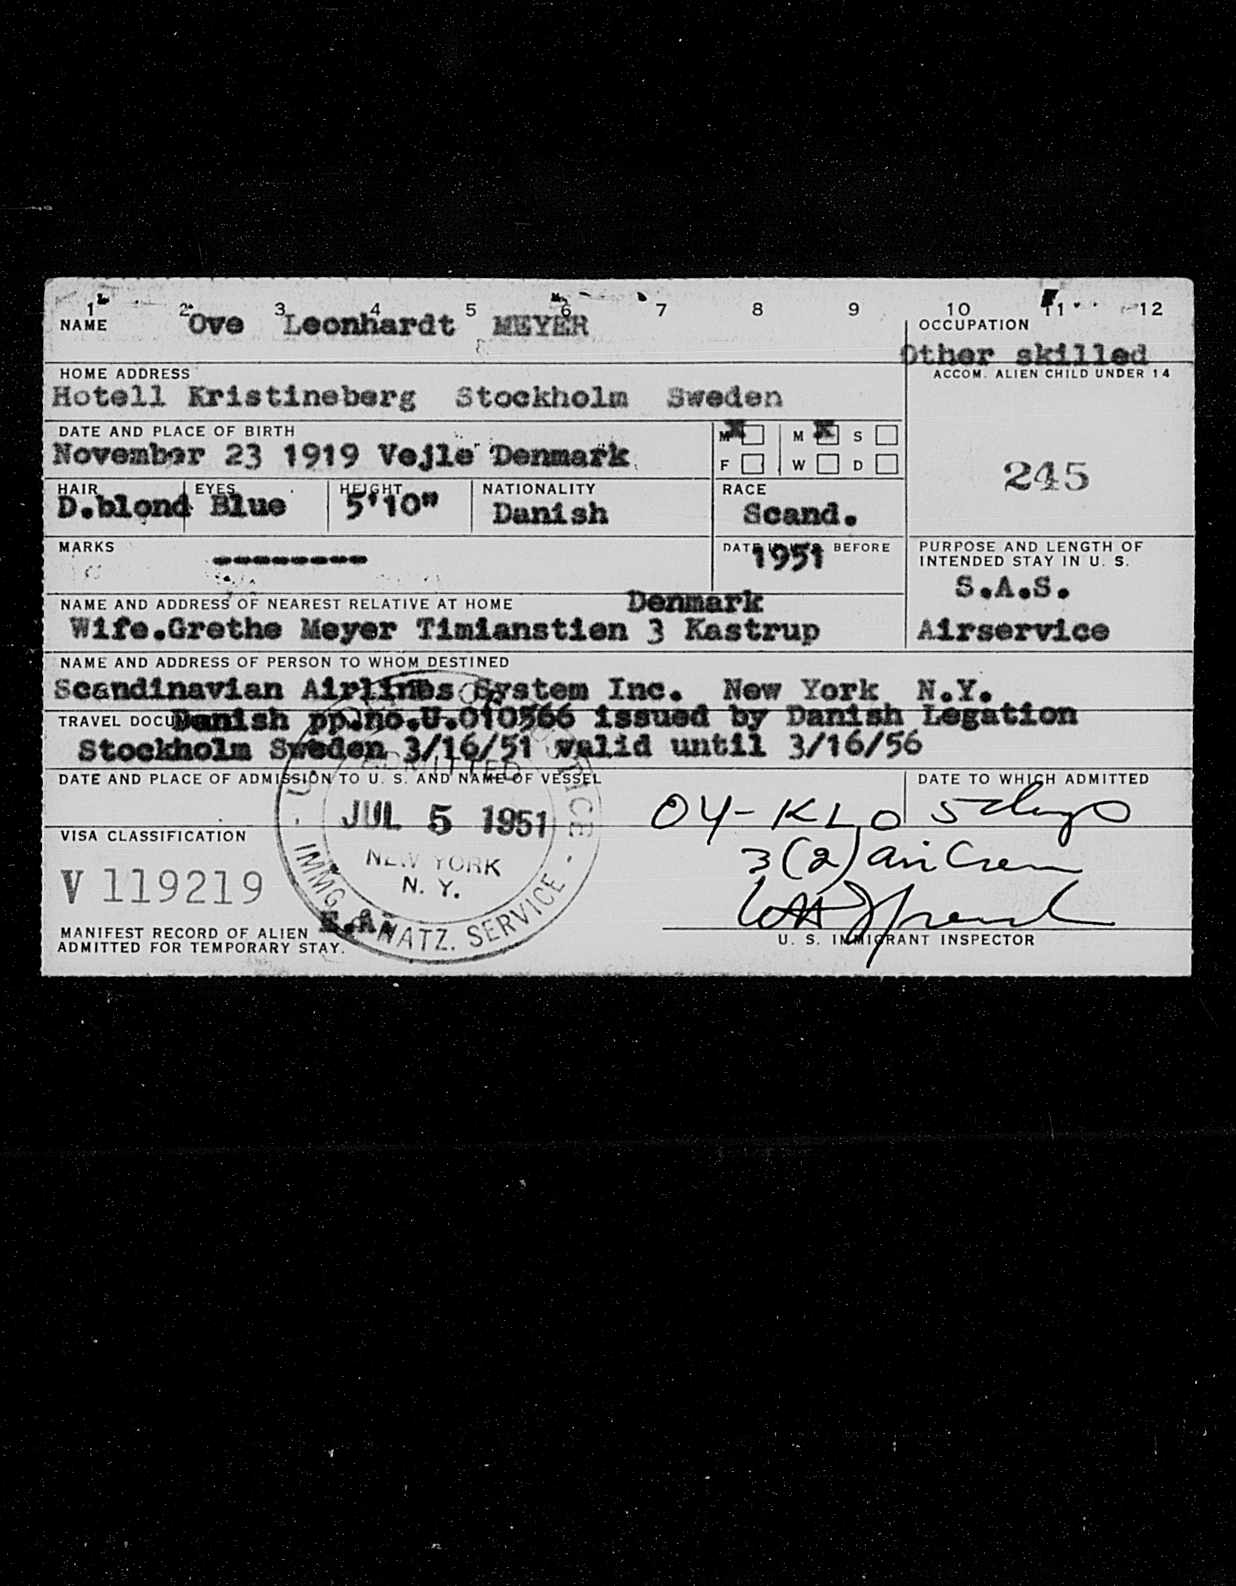 1 2 3 4 5 6 7 8 9 10 11 12
NAME Ove Leonhardt MEYER
OCCUPATION
Other skilled
HOME ADDRESS
ACCOM. ALIEN CHILD UNDER 14
Hotell Kristineberg Stockholm Sweden
DATE AND PLACE OF BIRTH
M X M X S
November 23 1919 Vejle Denmark
F W D
245
HAIR EYES HEIGHT NATIONALITY RACE
D.blond Blue 5'10" Danish Scand.
MARKS ---------
DATE BEFORE
1951
PURPOSE AND LENGTH OF
INTENDED STAY IN U. S.
S.A.S.
Airservice
NAME AND ADDRESS OF NEAREST RELATIVE AT HOME Denmark
Wife.Grethe Meyer Timianstien 3 Kastrup
NAME AND ADDRESS OF PERSON TO WHOM DESTINED
Scandinavian Airlines System Inc. New York N.Y.
TRAVEL DOCU Danish pp.no.U.010566 issued by Danish Legation
Stockholm Sweden 3/16/51 valid until 3/16/56
DATE AND PLACE OF ADMISSION TO U. S. AND NAME OF VESSEL
DATE TO WHICH ADMITTED
ADMITTED
JUL 5 1951
NEW YORK
N. Y.
IMMG. & NATZ. SERVICE
OY-KLO 5 days
VISA CLASSIFICATION
3(2) air Crew
V 119219
MANIFEST RECORD OF ALIEN
ADMITTED FOR TEMPORARY STAY.
U. S. IMMIGRANT INSPECTOR